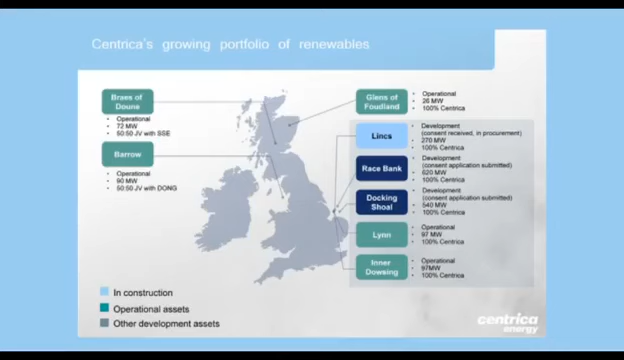 Centrica's growing portfolio of renewables
Braes of
Doune
• Operational
• 72 MW
• 50:50 JV with SSE
Barrow
• Operational
• 90 MW
• 50:50 JV with DONG
Glens of
Foudland
• Operational
• 26 MW
• 100% Centrica
Lincs
• Development
(consent received, in procurement)
• 270 MW
• 100% Centrica
Race Bank
• Development
(consent application submitted)
• 620 MW
• 100% Centrica
Docking
Shoal
• Development
(consent application submitted)
• 540 MW
• 100% Centrica
Lynn
• Operational
• 97 MW
• 100% Centrica
Inner
Dowsing
• Operational
• 97MW
• 100% Centrica
In construction
Operational assets
Other development assets
centrica
energy